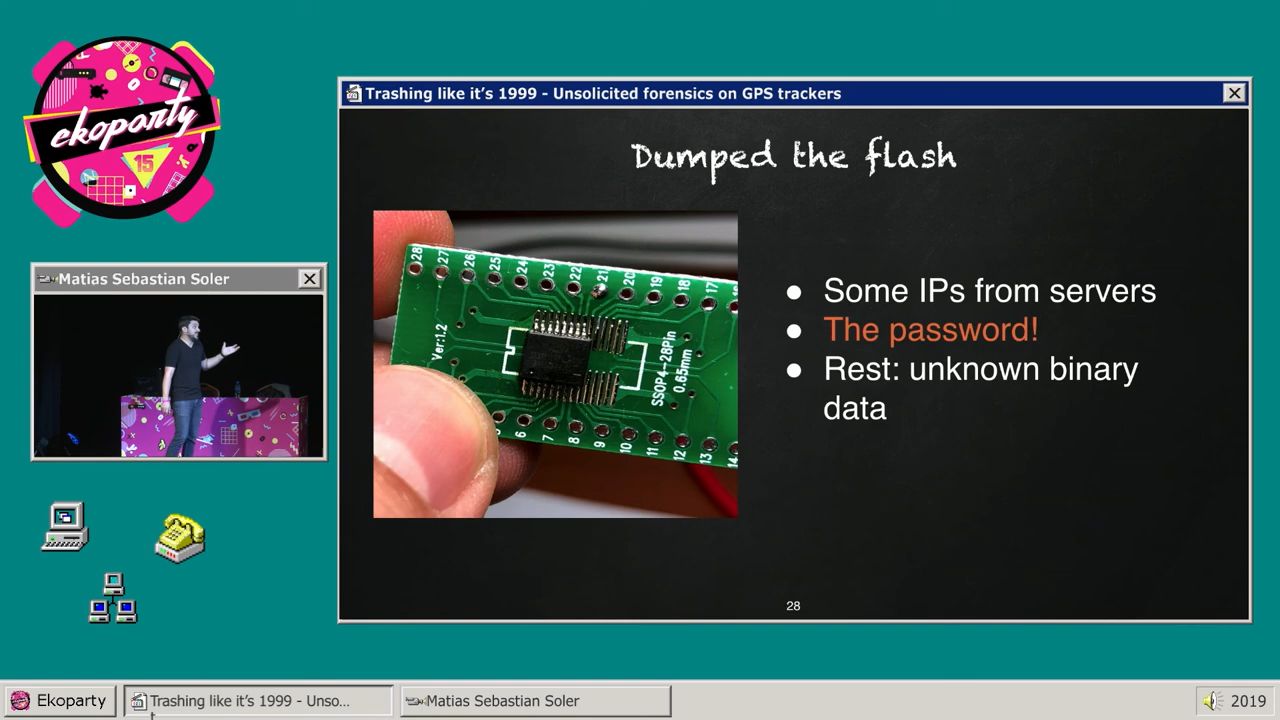 ekoparty
15
Trashing like it's 1999 - Unsolicited forensics on GPS trackers
Dumped the flash
28 27 26 25 24 23 22 21 20 19 18 17
Ver:1.2
SSOP4-28Pin
0.65mm
6 7 8 9 10 11 12 13 14
● Some IPs from servers
● The password!
● Rest: unknown binary
data
28
Matias Sebastian Soler
Ekoparty
Trashing like it's 1999 - Unso...
Matias Sebastian Soler
2019